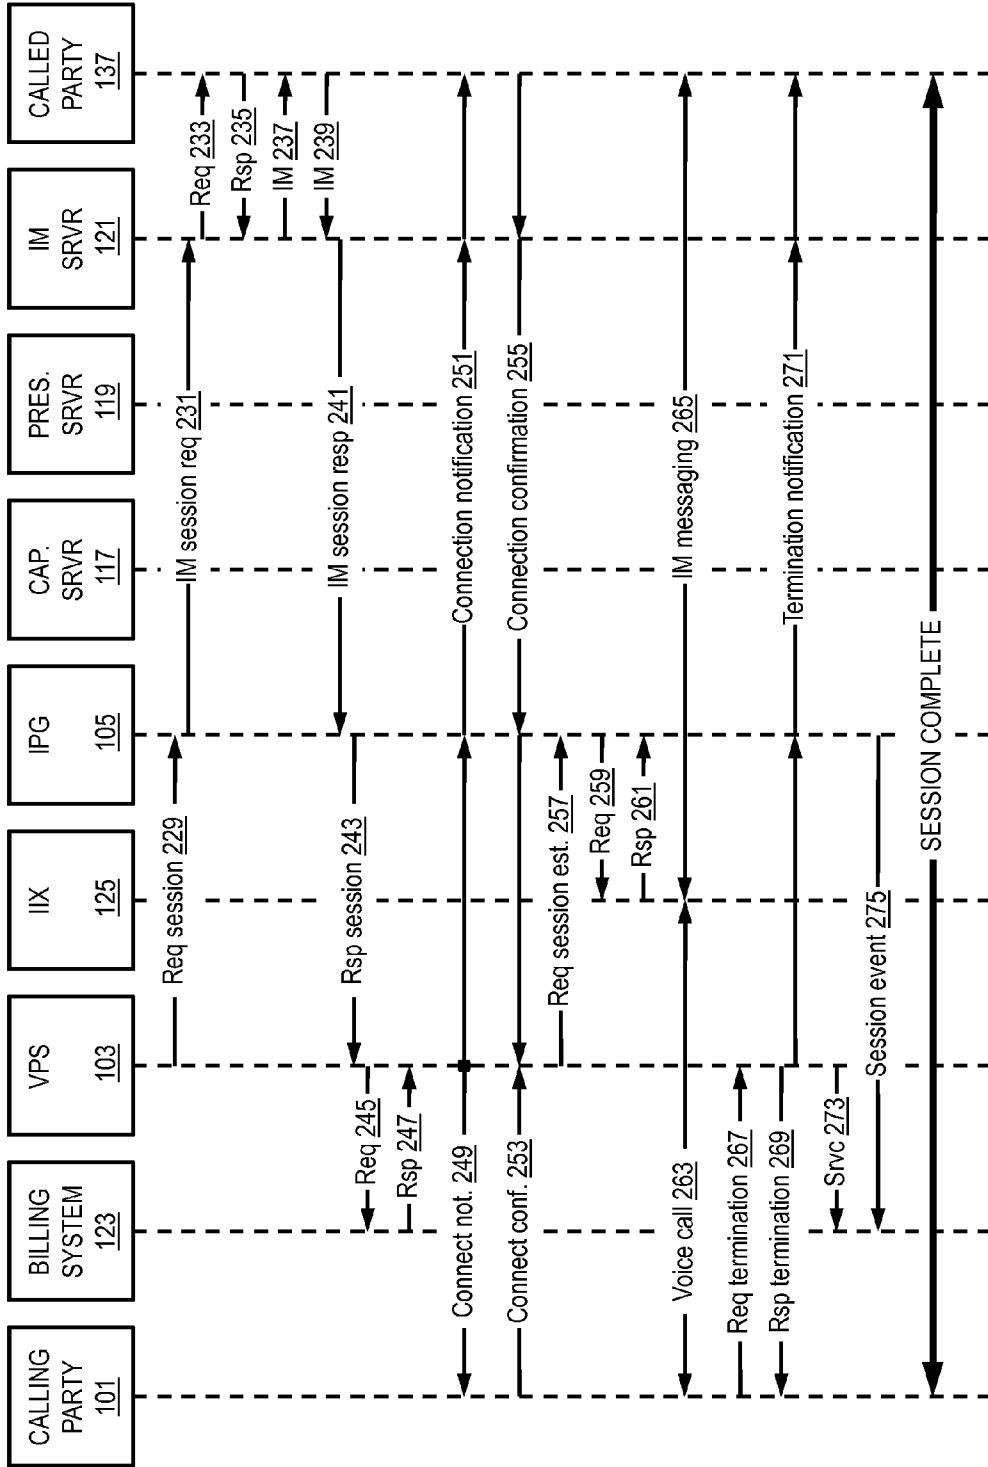 CALLING
PARTY
101
BILLING
SYSTEM
123
VPS
103
IIX
125
IPG
105
CAP.
SRVR
117
PRES.
SRVR
119
IM
SRVR
121
CALLED
PARTY
137
Req session 229
IM session req 231
Req 233
Rsp 235
IM 237
IM 239
IM session resp 241
Rsp session 243
Req 245
Rsp 247
Connect not. 249
Connection notification 251
Connect conf. 253
Connection confirmation 255
Req session est. 257
Req 259
Rsp 261
Voice call 263
IM messaging 265
Req termination 267
Rsp termination 269
Termination notification 271
Srvc 273
Session event 275
SESSION COMPLETE